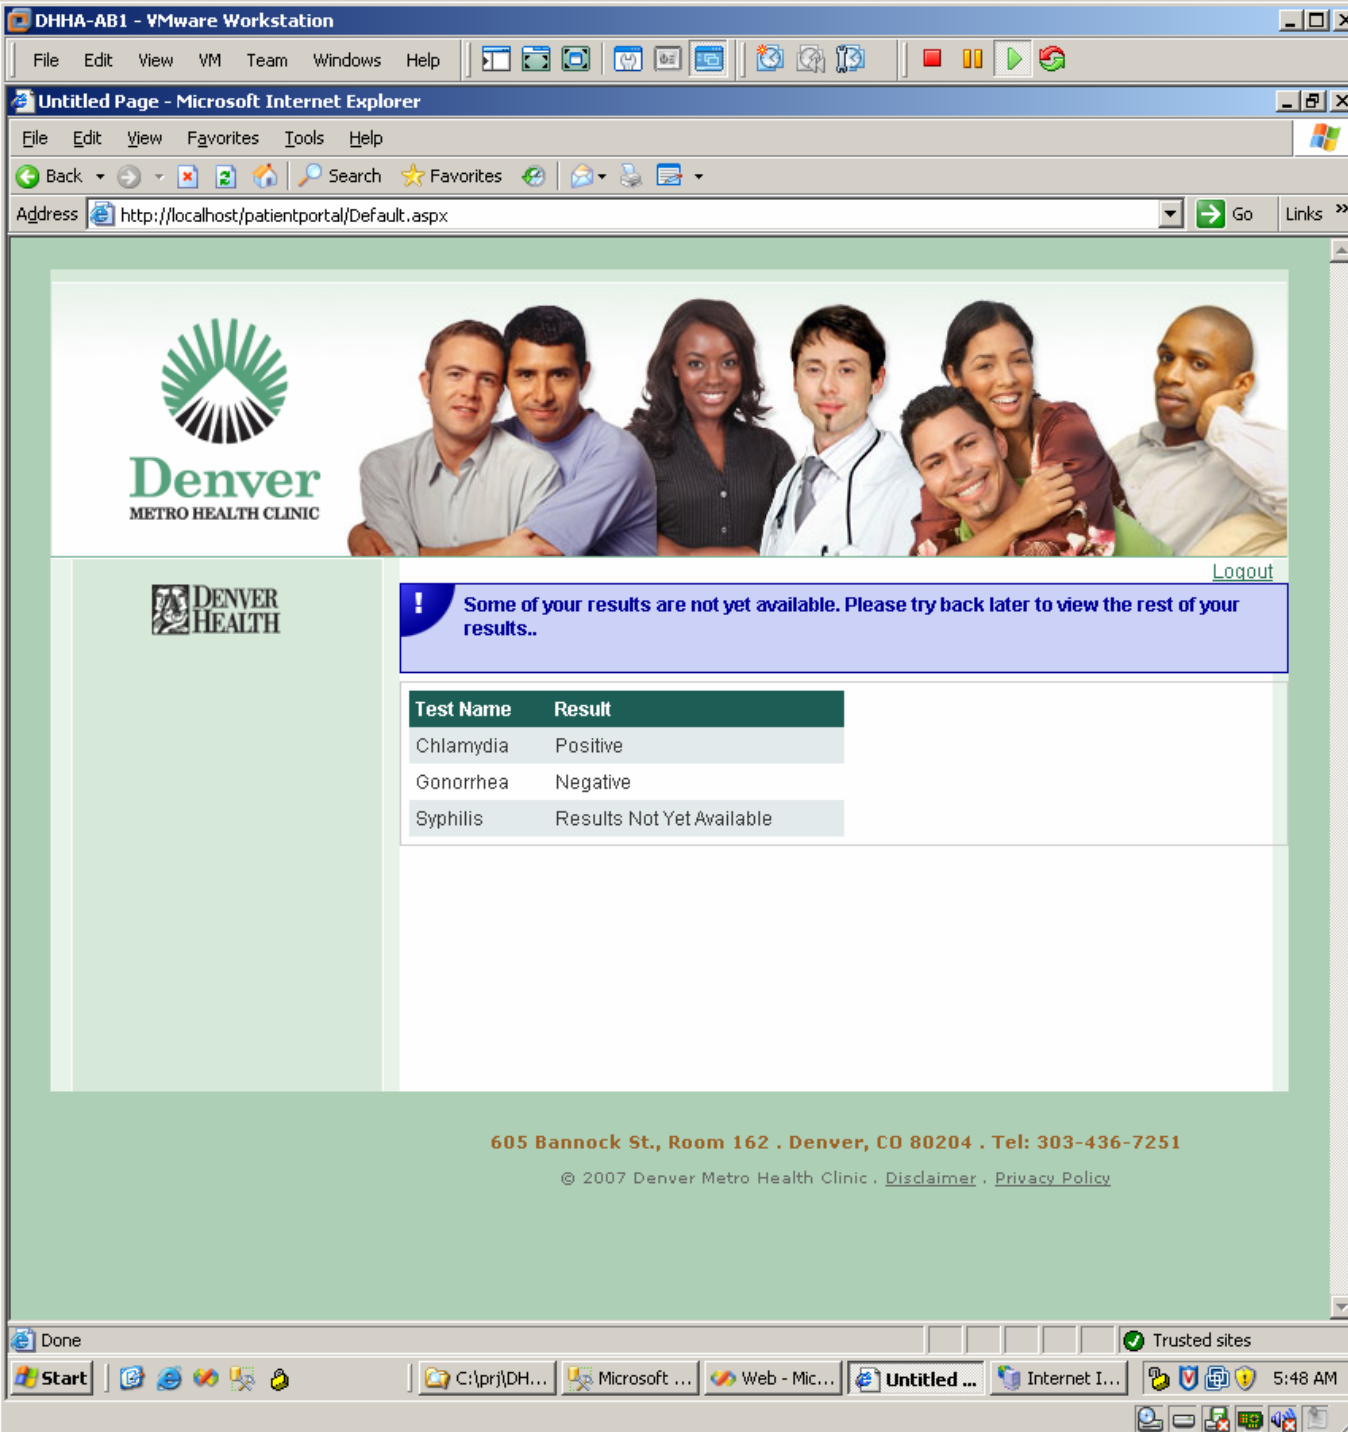 DHHA-AB1 - VMware Workstation
File Edit View VM Team Windows Help
Untitled Page - Microsoft Internet Explorer
File Edit View Favorites Tools Help
Back Search Favorites
Address http://localhost/patientportal/Default.aspx Go Links »
Denver
METRO HEALTH CLINIC
Logout
DENVER
HEALTH
! Some of your results are not yet available. Please try back later to view the rest of your
results..
Test Name Result
Chlamydia Positive
Gonorrhea Negative
Syphilis Results Not Yet Available
605 Bannock St., Room 162 . Denver, CO 80204 . Tel: 303-436-7251
© 2007 Denver Metro Health Clinic . Disclaimer . Privacy Policy
Done Trusted sites
Start C:\prj\DH... Microsoft ... Web - Mic... Untitled ... Internet I... 5:48 AM